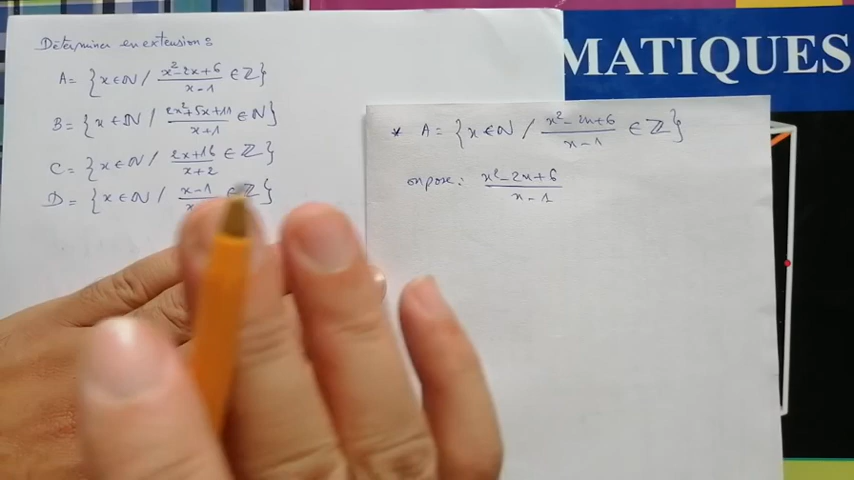 Déterminer en extension :
A = {x ∈ ℕ / (x² - 2x + 6)/(x - 1) ∈ ℤ}
B = {x ∈ ℕ / (2x² + 5x + 11)/(x + 1) ∈ ℕ}
C = {x ∈ ℕ / (2x + 16)/(x + 2) ∈ ℤ}
D = {x ∈ ℕ / x - 1 ∈ ℤ}
MATIQUES
* A = {x ∈ ℕ / (x² - 2x + 6)/(x - 1) ∈ ℤ}
on pose : (x² - 2x + 6)/(x - 1)